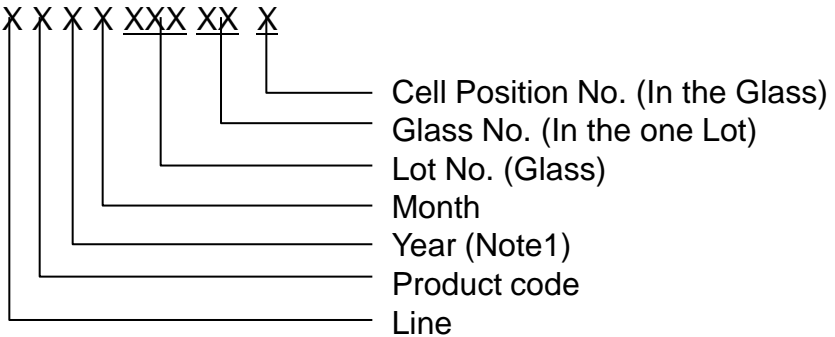 X X X X XXX XX X
Cell Position No. (In the Glass)
Glass No. (In the one Lot)
Lot No. (Glass)
Month
Year (Note1)
Product code
Line